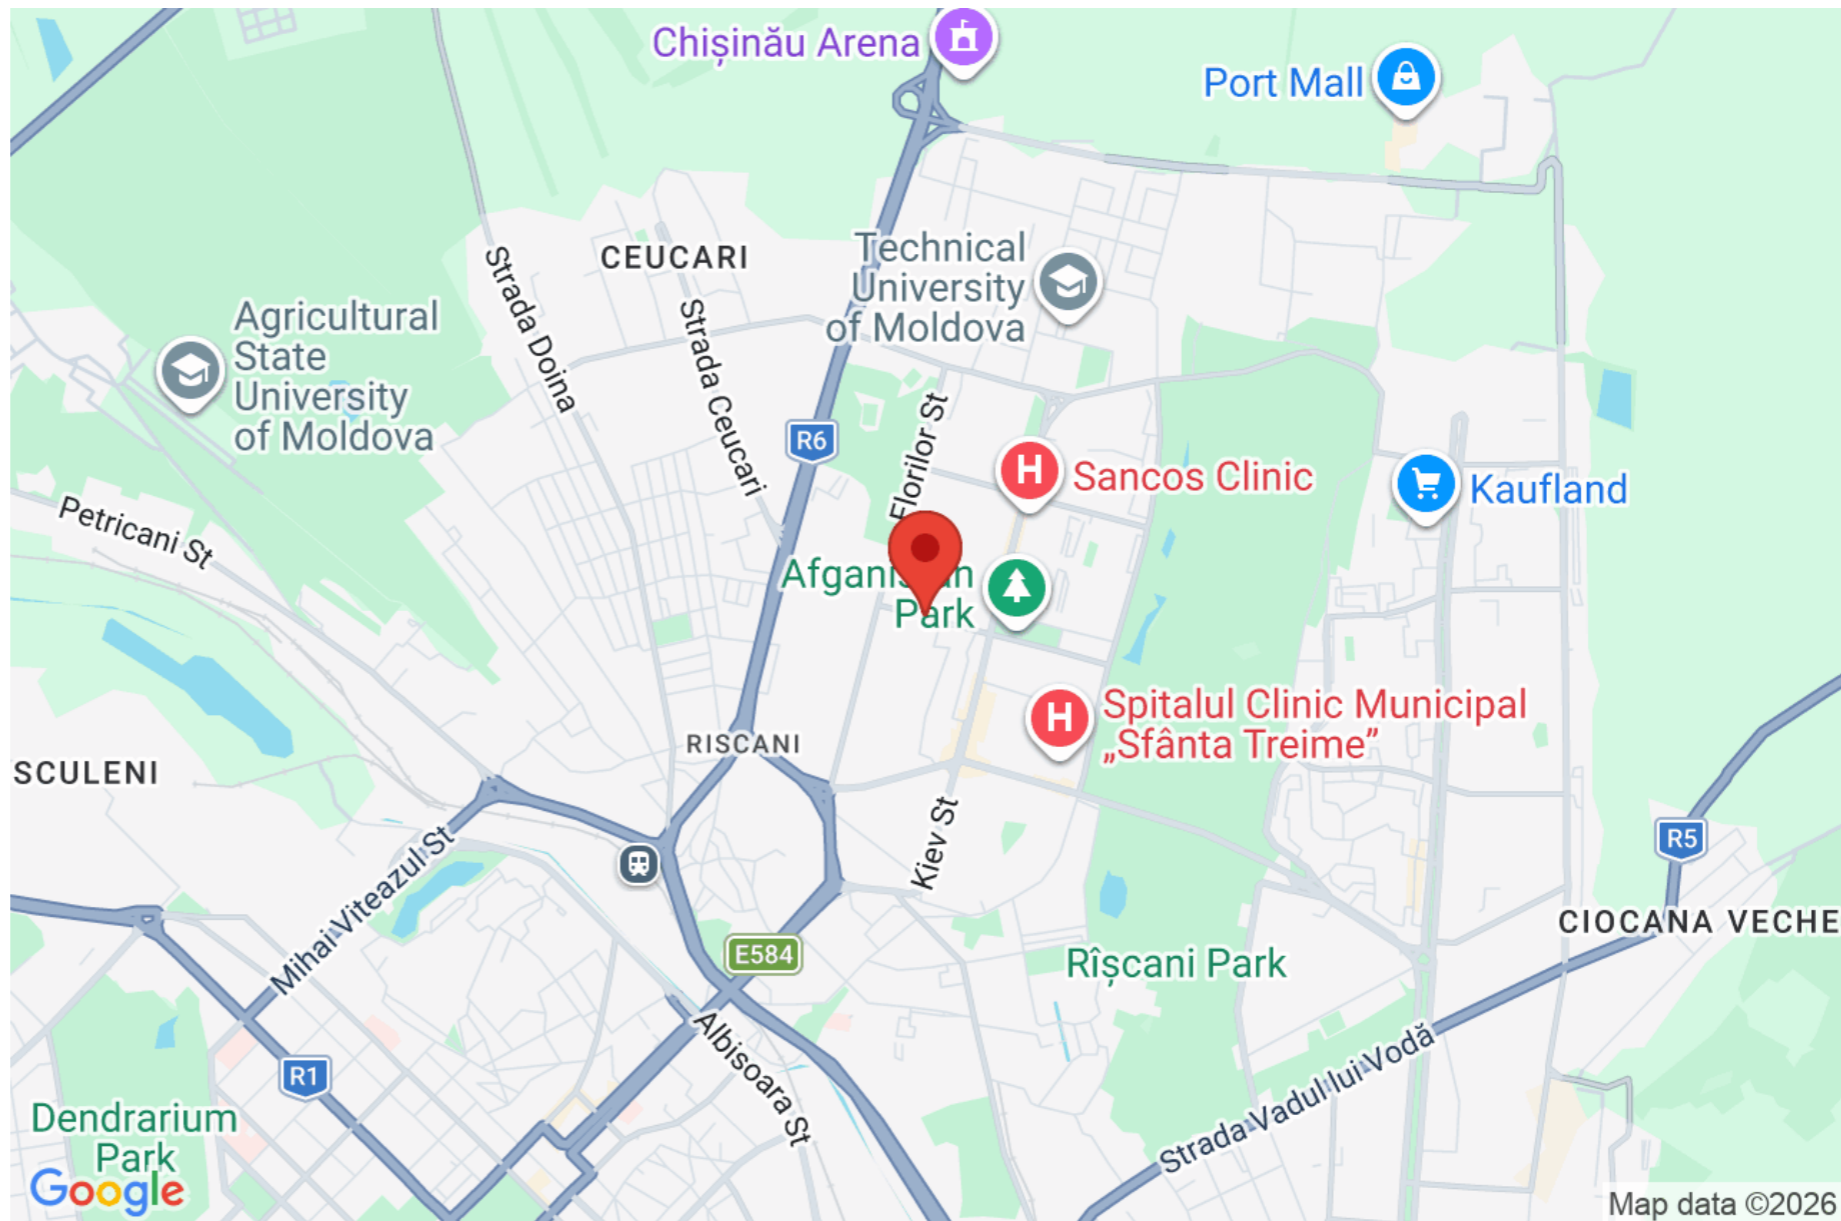 Chișinău Arena
Port Mall
CEUCARI
Technical
University
of Moldova
Strada Doina
Strada Ceucari
Agricultural
State
University
of Moldova
R6
Florilor St
Sancos Clinic
Kaufland
Petricani St
Afganistan
Park
Spitalul Clinic Municipal
„Sfânta Treime”
RISCANI
SCULENI
Kiev St
R5
Mihai Viteazul St
CIOCANA VECHE
E584
Rîșcani Park
Albisoara St
Strada Vadul lui Vodă
R1
Dendrarium
Park
Google
Map data ©2026